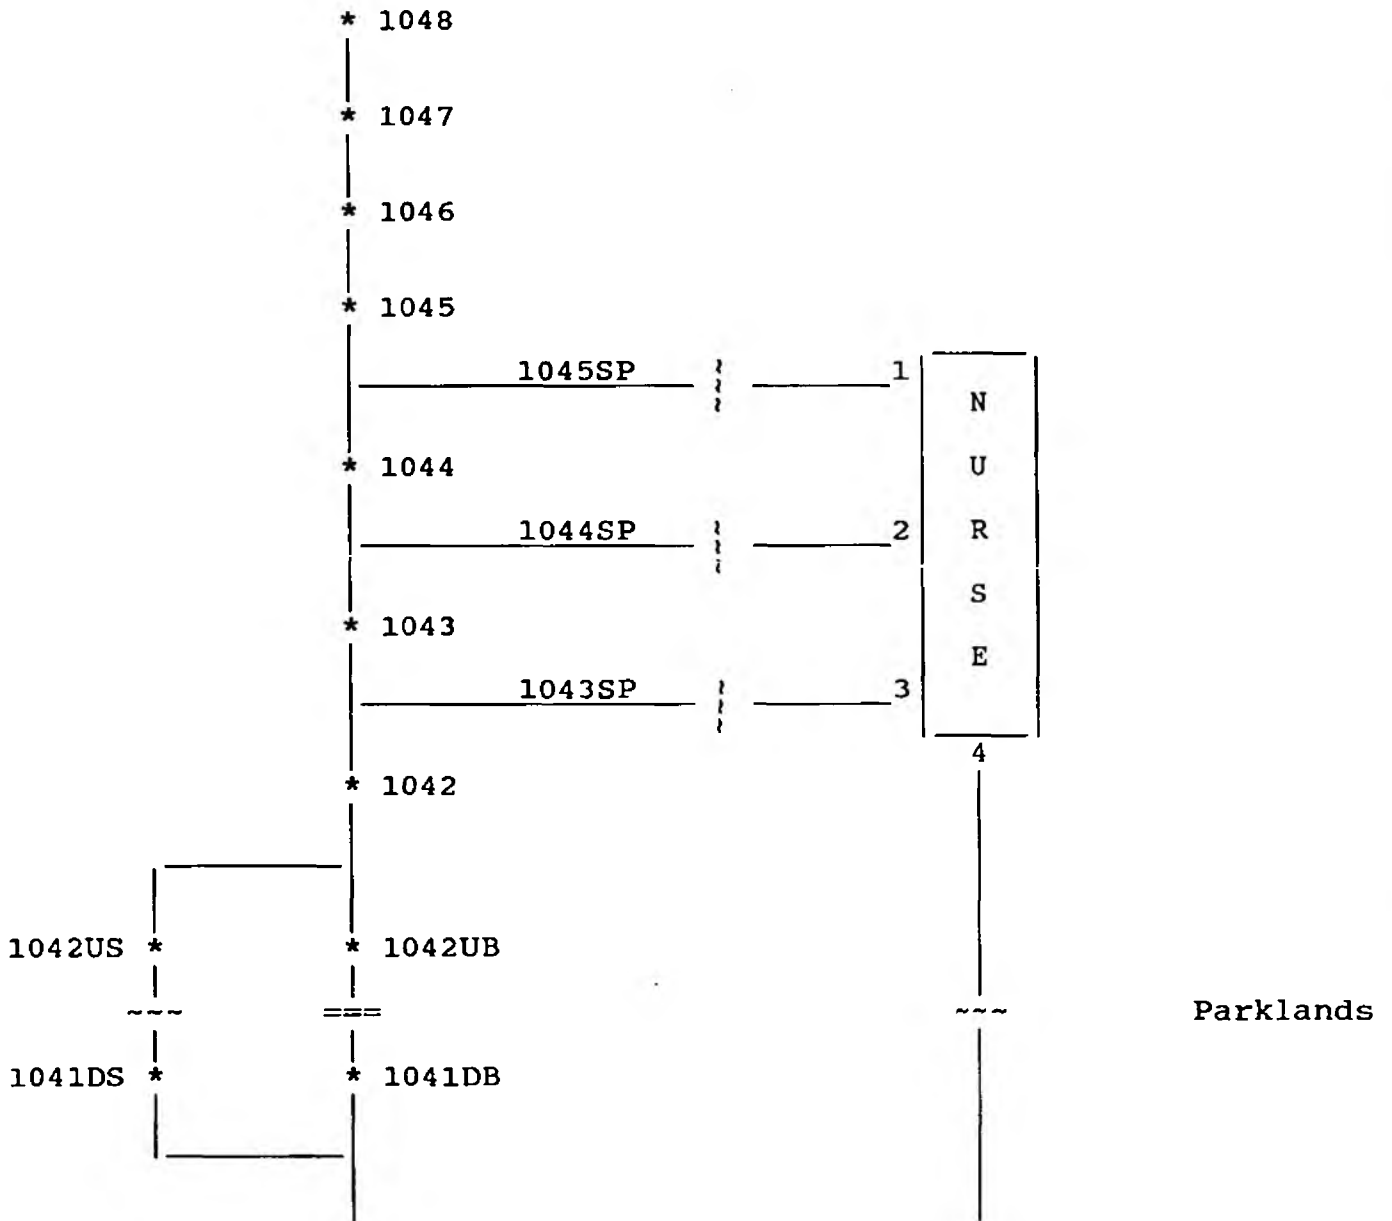 * 1048
* 1047
* 1046
* 1045
1045SP 1
N
* 1044 U
1044SP 2 R
S
* 1043
E
1043SP 3
4
* 1042
1042US * * 1042UB
~~~ === ~~~ Parklands
1041DS * * 1041DB